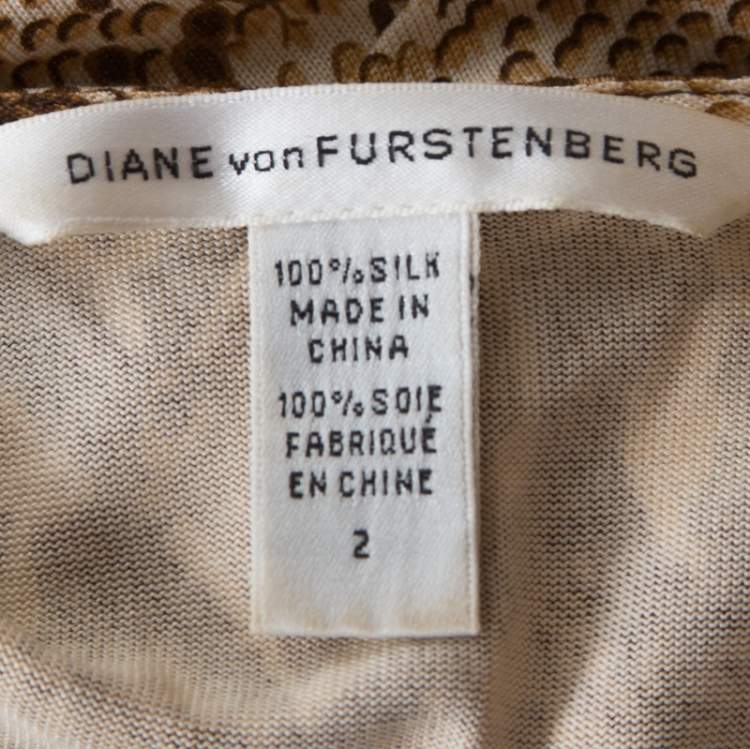 DIANE von FURSTENBERG
100% SILK
MADE IN
CHINA
100% SOIE
FABRIQUÉ
EN CHINE
2